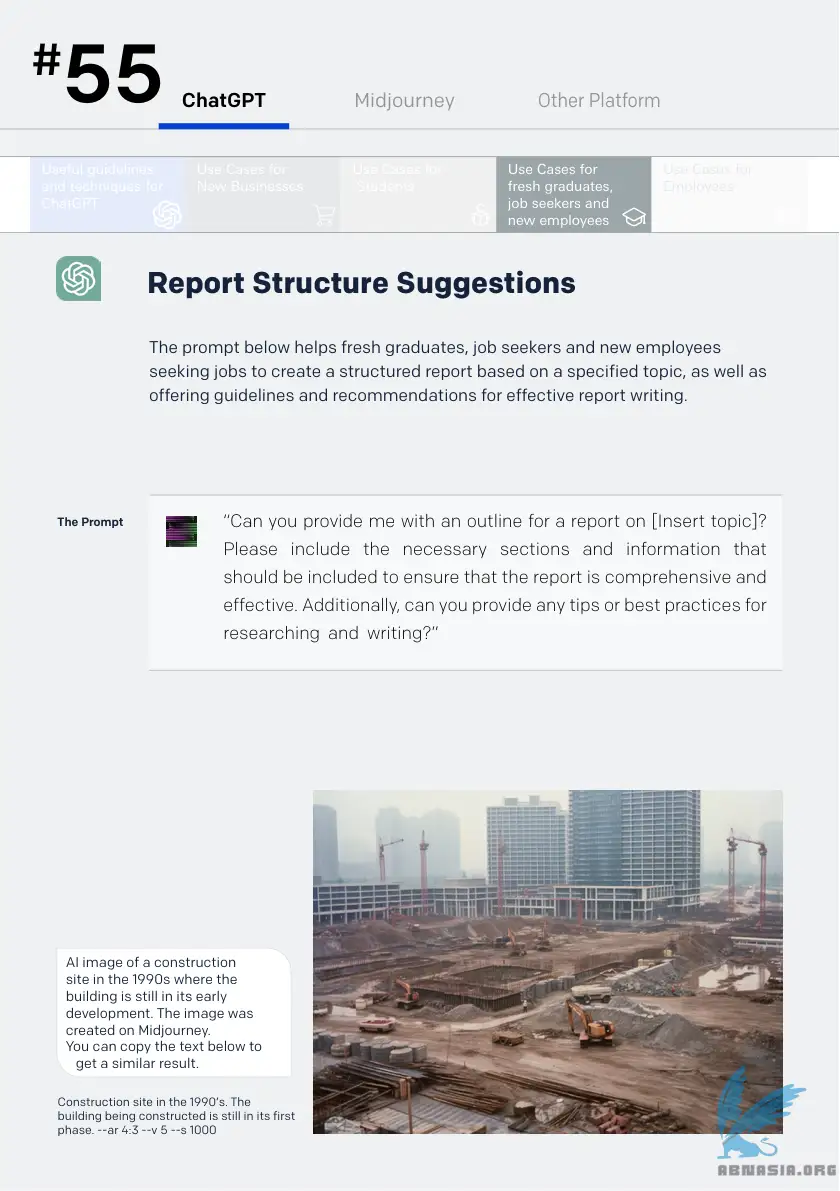 #55
ChatGPT
Midjourney
Other Platform
Useful guidelines
and techniques for
ChatGPT
Use Cases for
New Businesses
Use Cases for
Students
Use Cases for
fresh graduates,
job seekers and
new employees
Use Cases for
Employees
Report Structure Suggestions
The prompt below helps fresh graduates, job seekers and new employees
seeking jobs to create a structured report based on a specified topic, as well as
offering guidelines and recommendations for effective report writing.
The Prompt
“Can you provide me with an outline for a report on [Insert topic]?
Please include the necessary sections and information that
should be included to ensure that the report is comprehensive and
effective. Additionally, can you provide any tips or best practices for
researching and writing?”
AI image of a construction
site in the 1990s where the
building is still in its early
development. The image was
created on Midjourney.
You can copy the text below to
get a similar result.
Construction site in the 1990’s. The
building being constructed is still in its first
phase. --ar 4:3 --v 5 --s 1000
ABNASIA.ORG